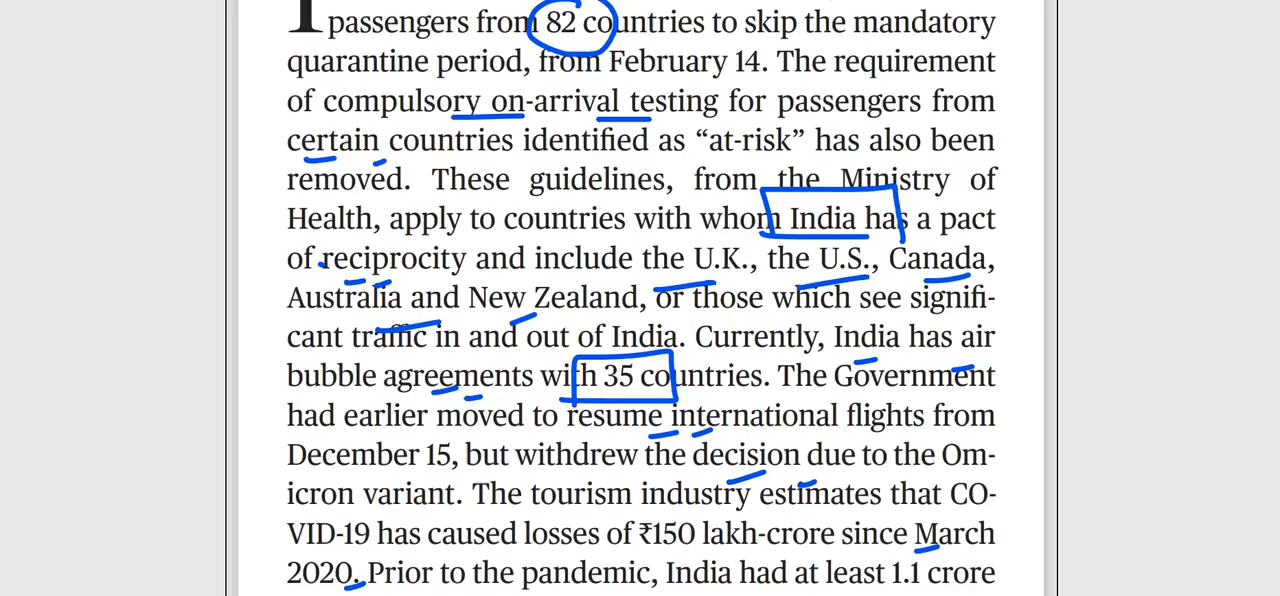 I passengers from 82 countries to skip the mandatory
quarantine period, from February 14. The requirement
of compulsory on-arrival testing for passengers from
certain countries identified as “at-risk” has also been
removed. These guidelines, from the Ministry of
Health, apply to countries with whom India has a pact
of reciprocity and include the U.K., the U.S., Canada,
Australia and New Zealand, or those which see signifi-
cant traffic in and out of India. Currently, India has air
bubble agreements with 35 countries. The Government
had earlier moved to resume international flights from
December 15, but withdrew the decision due to the Om-
icron variant. The tourism industry estimates that CO-
VID-19 has caused losses of ₹150 lakh-crore since March
2020. Prior to the pandemic, India had at least 1.1 crore